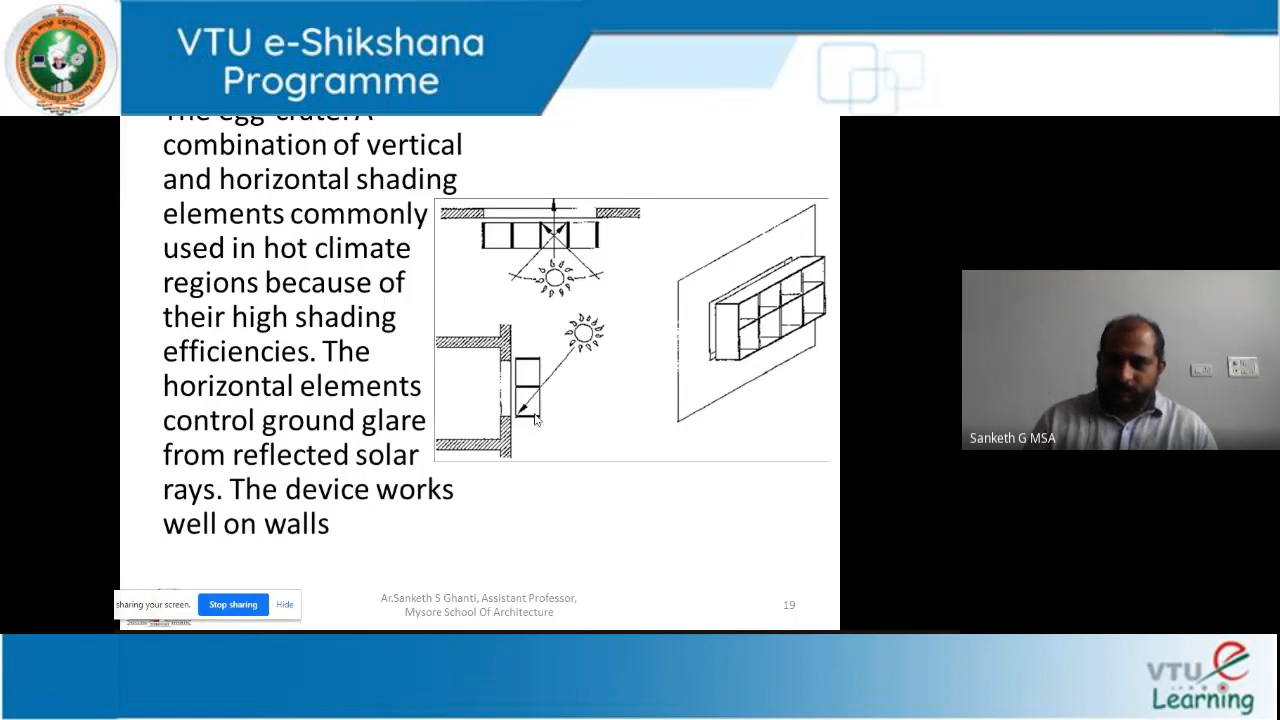 VTU e-Shikshana
Programme
The egg-crate: A
combination of vertical
and horizontal shading
elements commonly
used in hot climate
regions because of
their high shading
efficiencies. The
horizontal elements
control ground glare
from reflected solar
rays. The device works
well on walls
Sanketh G MSA
sharing your screen.
Stop sharing
Hide
Ar.Sanketh S Ghanti, Assistant Professor,
Mysore School Of Architecture
19
VTU e
Learning